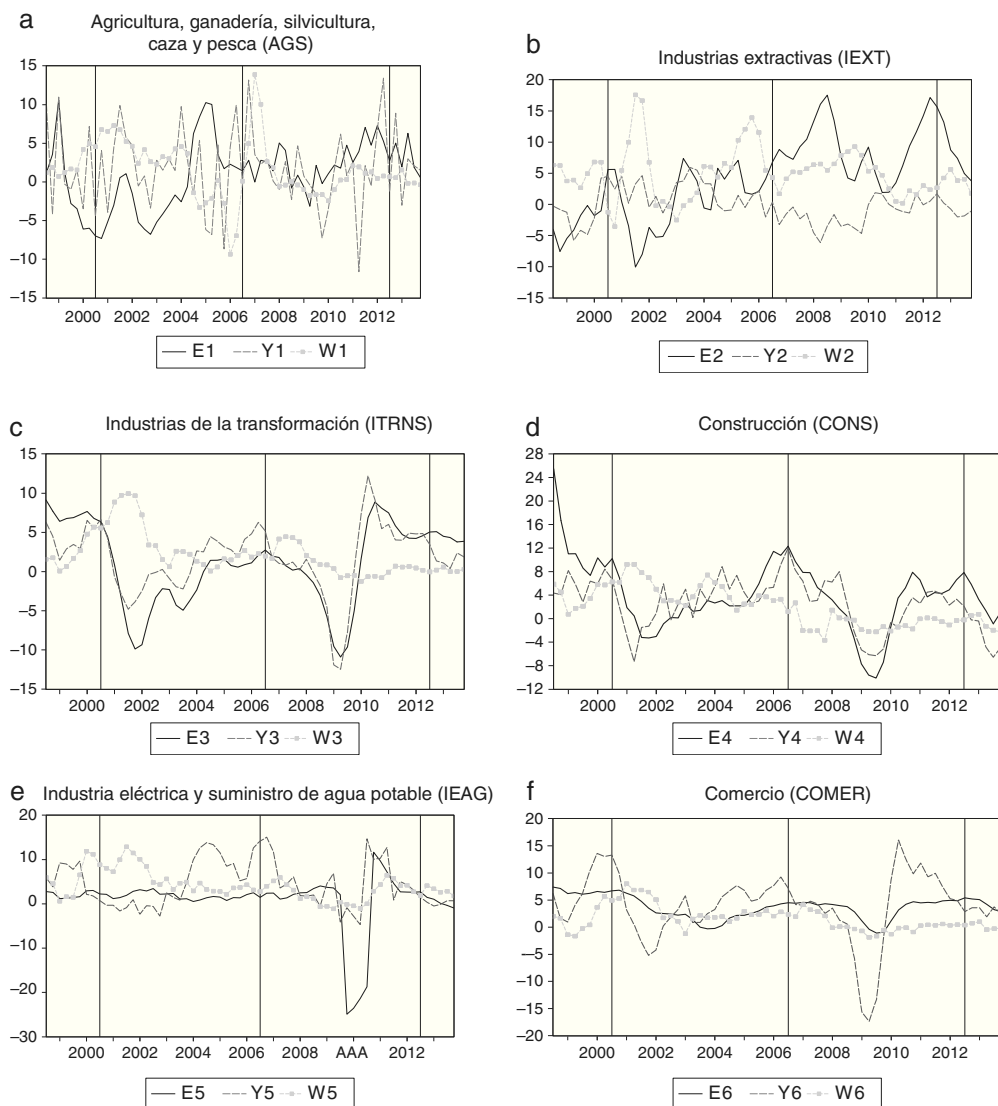 a
Agricultura, ganadería, silvicultura,
caza y pesca (AGS)
15
10
5
0
−5
−10
−15
2000 2002 2004 2006 2008 2010 2012
E1 Y1 W1
b
Industrias extractivas (IEXT)
20
15
10
5
0
−5
−10
−15
2000 2002 2004 2006 2008 2010 2012
E2 Y2 W2
c
Industrias de la transformación (ITRNS)
15
10
5
0
−5
−10
−15
2000 2002 2004 2006 2008 2010 2012
E3 Y3 W3
d
Construcción (CONS)
28
24
20
16
12
8
4
0
−4
−8
−12
2000 2002 2004 2006 2008 2010 2012
E4 Y4 W4
e
Industria eléctrica y suministro de agua potable (IEAG)
20
10
0
−10
−20
−30
2000 2002 2004 2006 2008 AAA 2012
E5 Y5 W5
f
Comercio (COMER)
20
15
10
5
0
−5
−10
−15
−20
2000 2002 2004 2006 2008 2010 2012
E6 Y6 W6